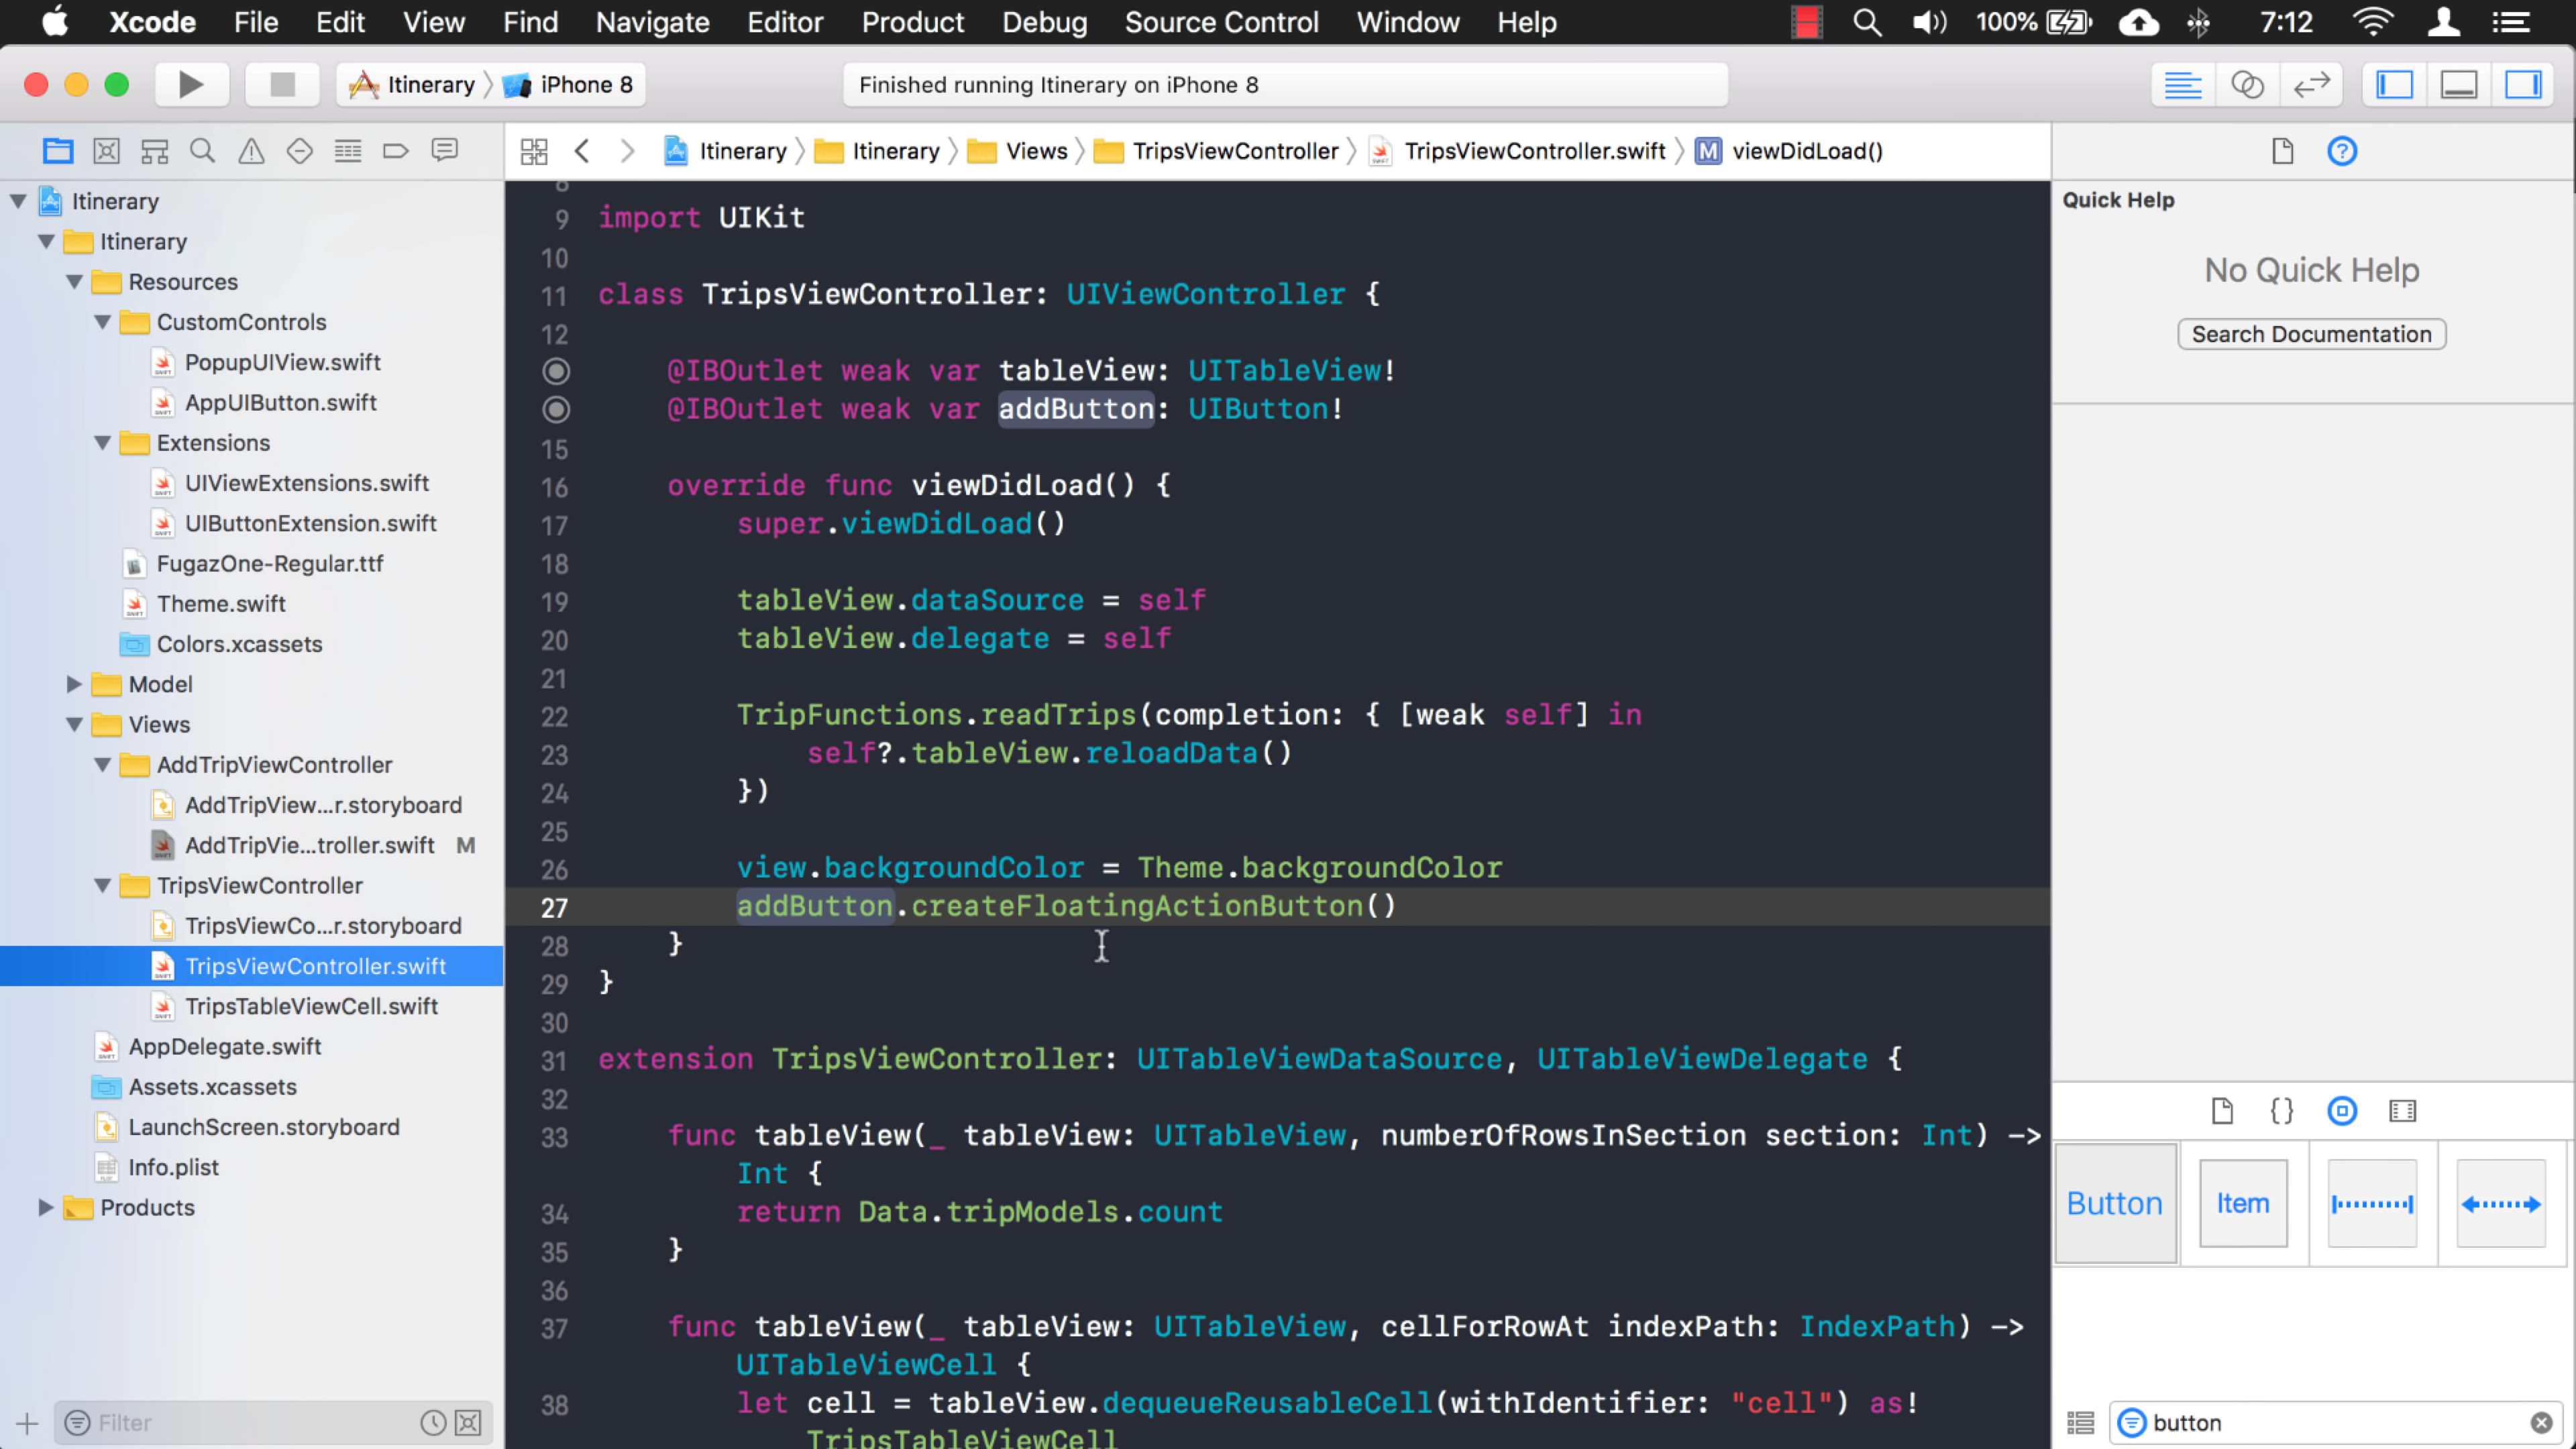 Xcode File Edit View Find Navigate Editor Product Debug Source Control Window Help 100% 7:12
Itinerary iPhone 8 Finished running Itinerary on iPhone 8
Itinerary Itinerary Views TripsViewController TripsViewController.swift M viewDidLoad()
Itinerary
Itinerary
Resources
CustomControls
PopupUIView.swift
AppUIButton.swift
Extensions
UIViewExtensions.swift
UIButtonExtension.swift
FugazOne-Regular.ttf
Theme.swift
Colors.xcassets
Model
Views
AddTripViewController
AddTripView...r.storyboard
AddTripVie...troller.swift M
TripsViewController
TripsViewCo...r.storyboard
TripsViewController.swift
TripsTableViewCell.swift
AppDelegate.swift
Assets.xcassets
LaunchScreen.storyboard
Info.plist
Products
Filter
8
9 import UIKit
10
11 class TripsViewController: UIViewController {
12
@IBOutlet weak var tableView: UITableView!
@IBOutlet weak var addButton: UIButton!
15
16 override func viewDidLoad() {
17 super.viewDidLoad()
18
19 tableView.dataSource = self
20 tableView.delegate = self
21
22 TripFunctions.readTrips(completion: { [weak self] in
23 self?.tableView.reloadData()
24 })
25
26 view.backgroundColor = Theme.backgroundColor
27 addButton.createFloatingActionButton()
28 }
29 }
30
31 extension TripsViewController: UITableViewDataSource, UITableViewDelegate {
32
33 func tableView(_ tableView: UITableView, numberOfRowsInSection section: Int) ->
Int {
34 return Data.tripModels.count
35 }
36
37 func tableView(_ tableView: UITableView, cellForRowAt indexPath: IndexPath) ->
UITableViewCell {
38 let cell = tableView.dequeueReusableCell(withIdentifier: "cell") as!
TripsTableViewCell
Quick Help
No Quick Help
Search Documentation
{}
Button Item
button